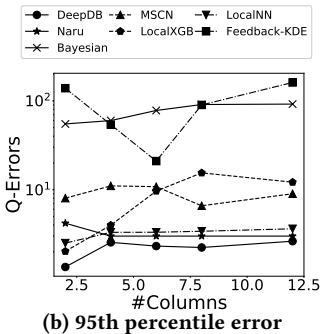 DeepDB MSCN LocalNN
Naru LocalXGB Feedback-KDE
Bayesian
10²
10¹
Q-Errors
2.5 5.0 7.5 10.0 12.5
#Columns
(b) 95th percentile error